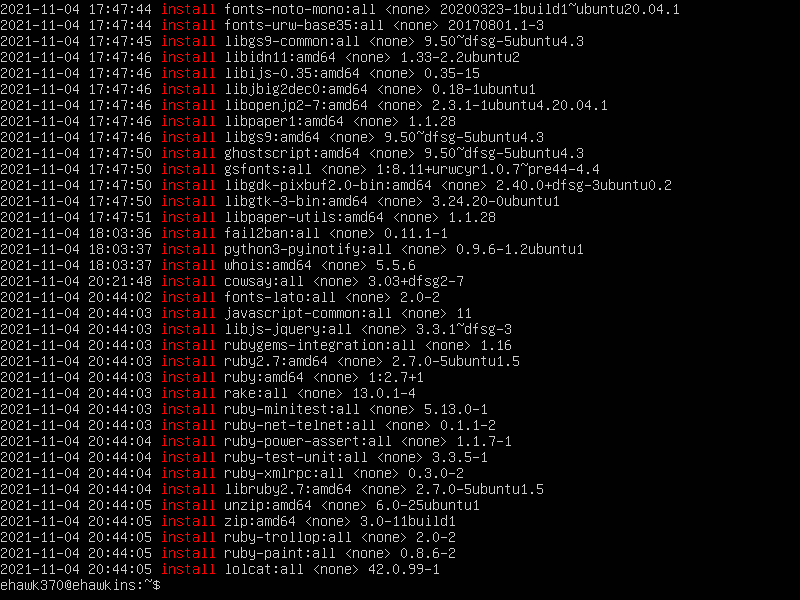 2021-11-04 17:47:44 install fonts-noto-mono:all <none> 20200323-1build1~ubuntu20.04.1
2021-11-04 17:47:44 install fonts-urw-base35:all <none> 20170801.1-3
2021-11-04 17:47:45 install libgs9-common:all <none> 9.50~dfsg-5ubuntu4.3
2021-11-04 17:47:46 install libidn11:amd64 <none> 1.33-2.2ubuntu2
2021-11-04 17:47:46 install libijs-0.35:amd64 <none> 0.35-15
2021-11-04 17:47:46 install libjbig2dec0:amd64 <none> 0.18-1ubuntu1
2021-11-04 17:47:46 install libopenjp2-7:amd64 <none> 2.3.1-1ubuntu4.20.04.1
2021-11-04 17:47:46 install libpaper1:amd64 <none> 1.1.28
2021-11-04 17:47:46 install libgs9:amd64 <none> 9.50~dfsg-5ubuntu4.3
2021-11-04 17:47:50 install ghostscript:amd64 <none> 9.50~dfsg-5ubuntu4.3
2021-11-04 17:47:50 install gsfonts:all <none> 1:8.11+urwcyr1.0.7~pre44-4.4
2021-11-04 17:47:50 install libgdk-pixbuf2.0-bin:amd64 <none> 2.40.0+dfsg-3ubuntu0.2
2021-11-04 17:47:50 install libgtk-3-bin:amd64 <none> 3.24.20-0ubuntu1
2021-11-04 17:47:51 install libpaper-utils:amd64 <none> 1.1.28
2021-11-04 18:03:36 install fail2ban:all <none> 0.11.1-1
2021-11-04 18:03:37 install python3-pyinotify:all <none> 0.9.6-1.2ubuntu1
2021-11-04 18:03:37 install whois:amd64 <none> 5.5.6
2021-11-04 20:21:48 install cowsay:all <none> 3.03+dfsg2-7
2021-11-04 20:44:02 install fonts-lato:all <none> 2.0-2
2021-11-04 20:44:03 install javascript-common:all <none> 11
2021-11-04 20:44:03 install libjs-jquery:all <none> 3.3.1~dfsg-3
2021-11-04 20:44:03 install rubygems-integration:all <none> 1.16
2021-11-04 20:44:03 install ruby2.7:amd64 <none> 2.7.0-5ubuntu1.5
2021-11-04 20:44:03 install ruby:amd64 <none> 1:2.7+1
2021-11-04 20:44:03 install rake:all <none> 13.0.1-4
2021-11-04 20:44:03 install ruby-minitest:all <none> 5.13.0-1
2021-11-04 20:44:03 install ruby-net-telnet:all <none> 0.1.1-2
2021-11-04 20:44:04 install ruby-power-assert:all <none> 1.1.7-1
2021-11-04 20:44:04 install ruby-test-unit:all <none> 3.3.5-1
2021-11-04 20:44:04 install ruby-xmlrpc:all <none> 0.3.0-2
2021-11-04 20:44:04 install libruby2.7:amd64 <none> 2.7.0-5ubuntu1.5
2021-11-04 20:44:05 install unzip:amd64 <none> 6.0-25ubuntu1
2021-11-04 20:44:05 install zip:amd64 <none> 3.0-11build1
2021-11-04 20:44:05 install ruby-trollop:all <none> 2.0-2
2021-11-04 20:44:05 install ruby-paint:all <none> 0.8.6-2
2021-11-04 20:44:05 install lolcat:all <none> 42.0.99-1
ehawk370@ehawkins:~$